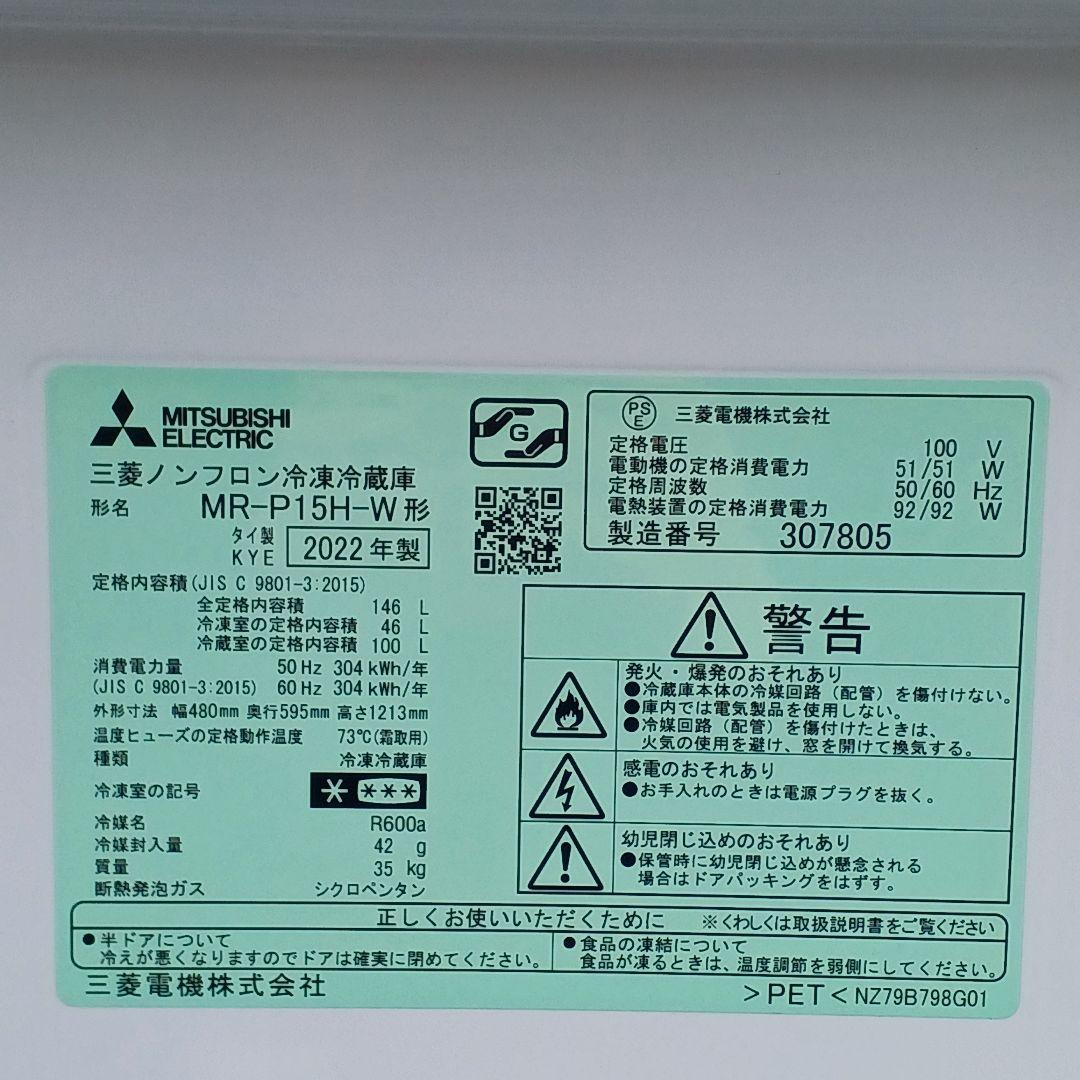 MITSUBISHI
ELECTRIC
三菱ノンフロン冷凍冷蔵庫
形名 MR-P15H-W 形
タイ製
KYE 2022 年製
定格内容積(JIS C 9801-3:2015)
全定格内容積 146 L
冷凍室の定格内容積 46 L
冷蔵室の定格内容積 100 L
消費電力量 50 Hz 304 kWh/年
(JIS C 9801-3:2015) 60 Hz 304 kWh/年
外形寸法 幅480mm 奥行595mm 高さ1213mm
温度ヒューズの定格動作温度 73℃(霜取用)
種類 冷凍冷蔵庫
冷凍室の記号
冷媒名 R600a
冷媒封入量 42 g
質量 35 kg
断熱発泡ガス シクロペンタン
G
PS
E
三菱電機株式会社
定格電圧 100 V
電動機の定格消費電力 51/51 W
定格周波数 50/60 Hz
電熱装置の定格消費電力 92/92 W
製造番号 307805
警告
発火・爆発のおそれあり
●冷蔵庫本体の冷媒回路（配管）を傷付けない。
●庫内では電気製品を使用しない。
●冷媒回路（配管）を傷付けたときは、
火気の使用を避け、窓を開けて換気する。
感電のおそれあり
●お手入れのときは電源プラグを抜く。
幼児閉じ込めのおそれあり
●保管時に幼児閉じ込めが懸念される
場合はドアパッキングをはずす。
正しくお使いいただくために ※くわしくは取扱説明書をご覧ください
●半ドアについて
冷えが悪くなりますのでドアは確実に閉めてください。
●食品の凍結について
食品が凍るときは、温度調節を弱側にしてください。
三菱電機株式会社
>PET< NZ79B798G01